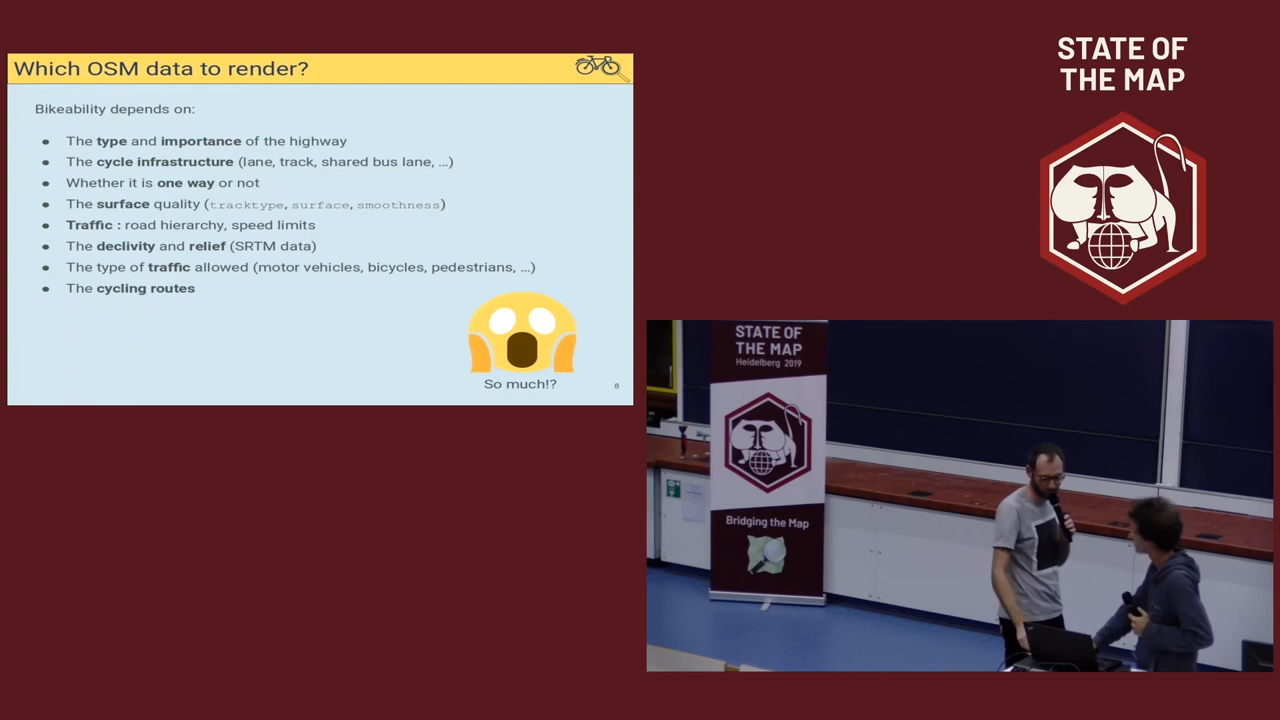 Which OSM data to render?
Bikeability depends on:
● The type and importance of the highway
● The cycle infrastructure (lane, track, shared bus lane, ...)
● Whether it is one way or not
● The surface quality (tracktype, surface, smoothness)
● Traffic : road hierarchy, speed limits
● The declivity and relief (SRTM data)
● The type of traffic allowed (motor vehicles, bicycles, pedestrians, ...)
● The cycling routes
So much!?
8
STATE OF
THE MAP
STATE OF
THE MAP
Heidelberg 2019
Bridging the Map